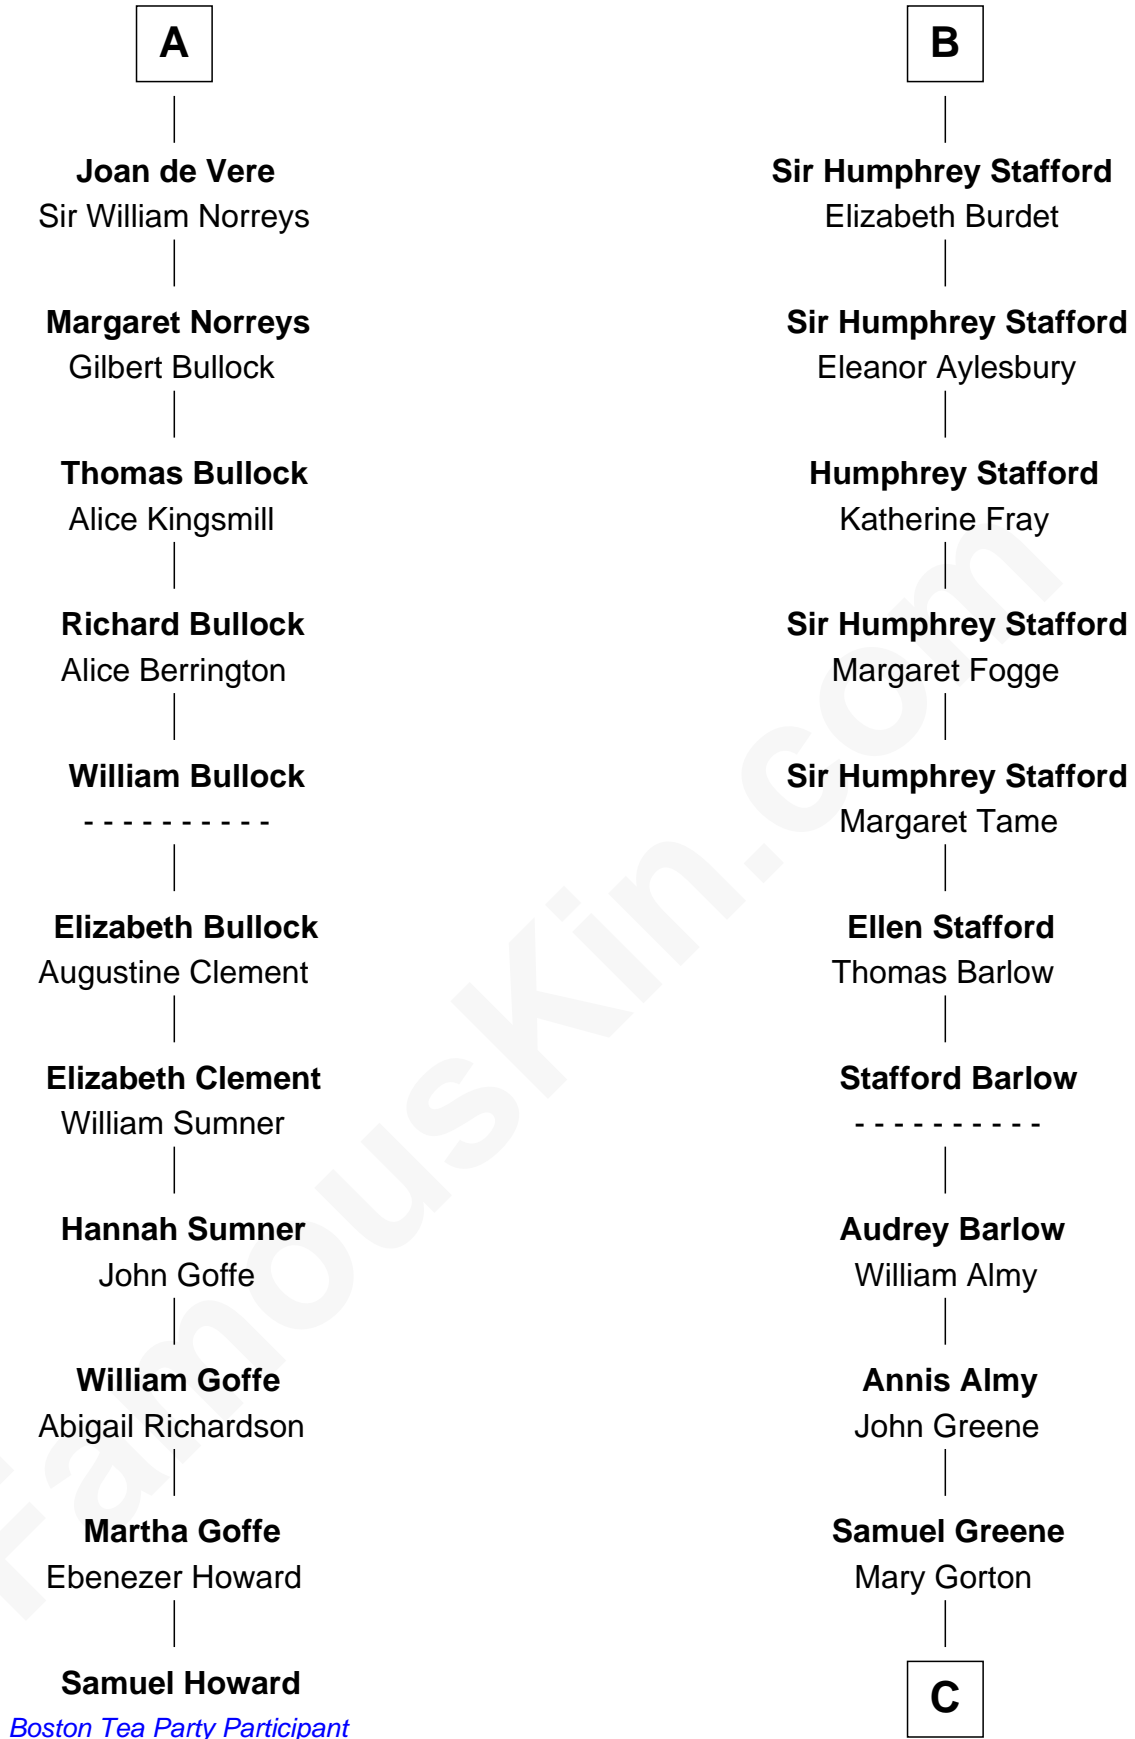 A
Joan de Vere
Sir William Norreys
Margaret Norreys
Gilbert Bullock
Thomas Bullock
Alice Kingsmill
Richard Bullock
Alice Berrington
William Bullock
- - - - - - - - - -
Elizabeth Bullock
Augustine Clement
Elizabeth Clement
William Sumner
Hannah Sumner
John Goffe
William Goffe
Abigail Richardson
Martha Goffe
Ebenezer Howard
Samuel Howard
Boston Tea Party Participant
B
Sir Humphrey Stafford
Elizabeth Burdet
Sir Humphrey Stafford
Eleanor Aylesbury
Humphrey Stafford
Katherine Fray
Sir Humphrey Stafford
Margaret Fogge
Sir Humphrey Stafford
Margaret Tame
Ellen Stafford
Thomas Barlow
Stafford Barlow
- - - - - - - - - -
Audrey Barlow
William Almy
Annis Almy
John Greene
Samuel Greene
Mary Gorton
C
FamousKin.com